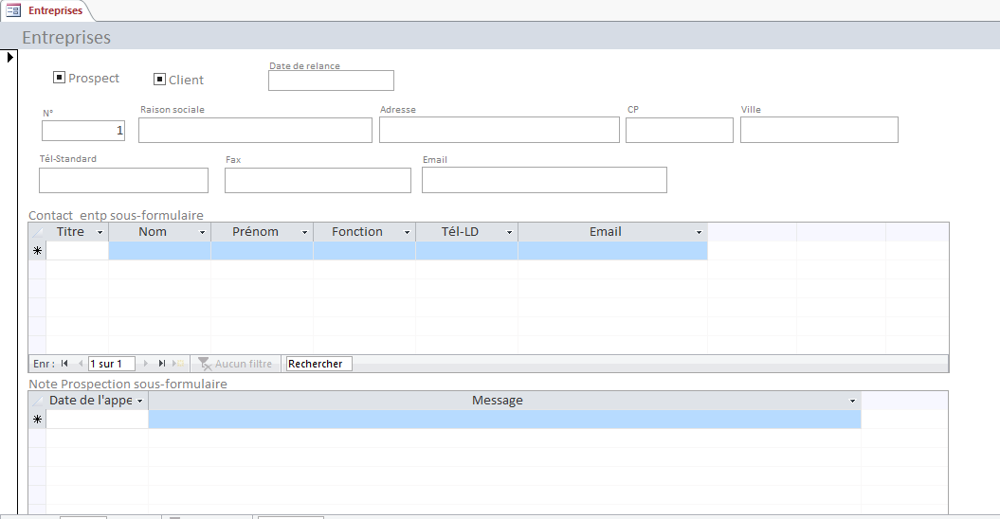 Entreprises
Entreprises
Prospect
Client
Date de relance
N°
Raison sociale
Adresse
CP
Ville
1
Tél-Standard
Fax
Email
Contact entp sous-formulaire
Titre Nom Prénom Fonction Tél-LD Email
Enr : 1 sur 1 Aucun filtre Rechercher
Note Prospection sous-formulaire
Date de l'appe Message